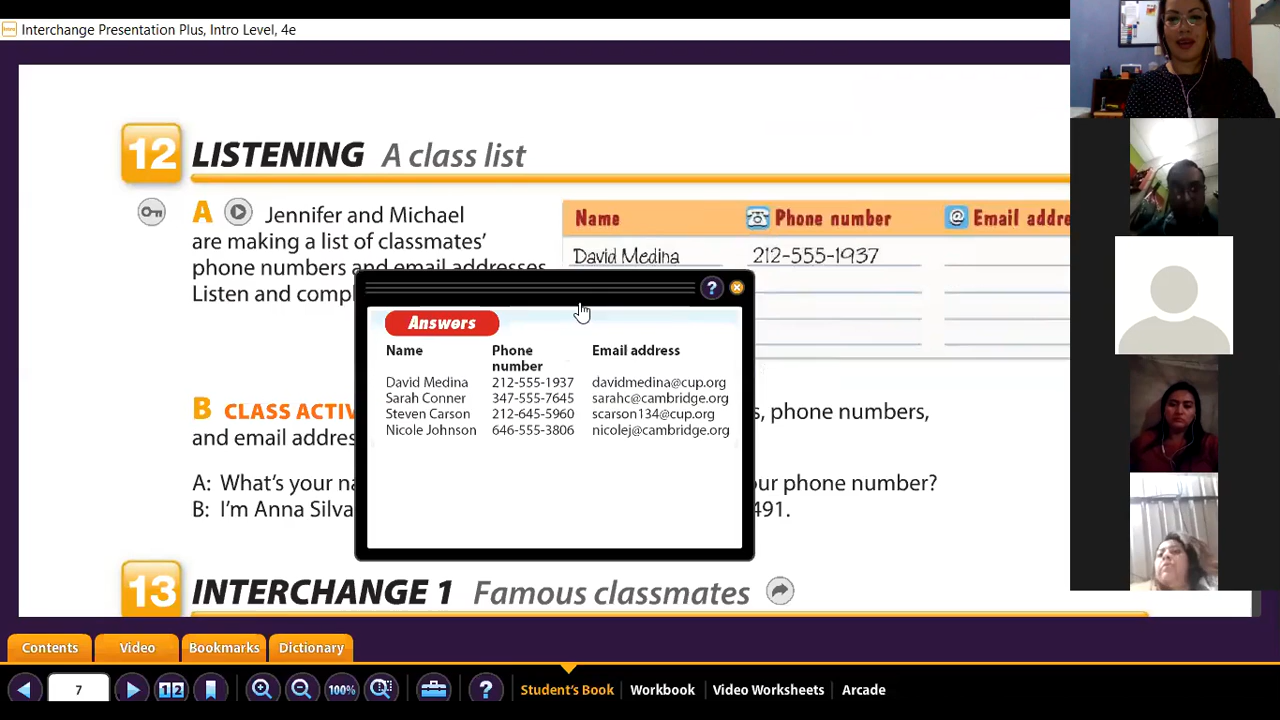 Interchange Presentation Plus, Intro Level, 4e
12 LISTENING A class list
A Jennifer and Michael
are making a list of classmates'
phone numbers and email addresses.
Listen and compl
Name Phone number @ Email addre
David Medina 212-555-1937
?
Answers
Name Phone number Email address
David Medina 212-555-1937 davidmedina@cup.org
Sarah Conner 347-555-7645 sarahc@cambridge.org
Steven Carson 212-645-5960 scarson134@cup.org
Nicole Johnson 646-555-3806 nicolej@cambridge.org
B CLASS ACTIV s, phone numbers,
and email addres
A: What's your na our phone number?
B: I'm Anna Silva 491.
13 INTERCHANGE 1 Famous classmates
Contents Video Bookmarks Dictionary
7 12 100% ? Student's Book Workbook Video Worksheets Arcade